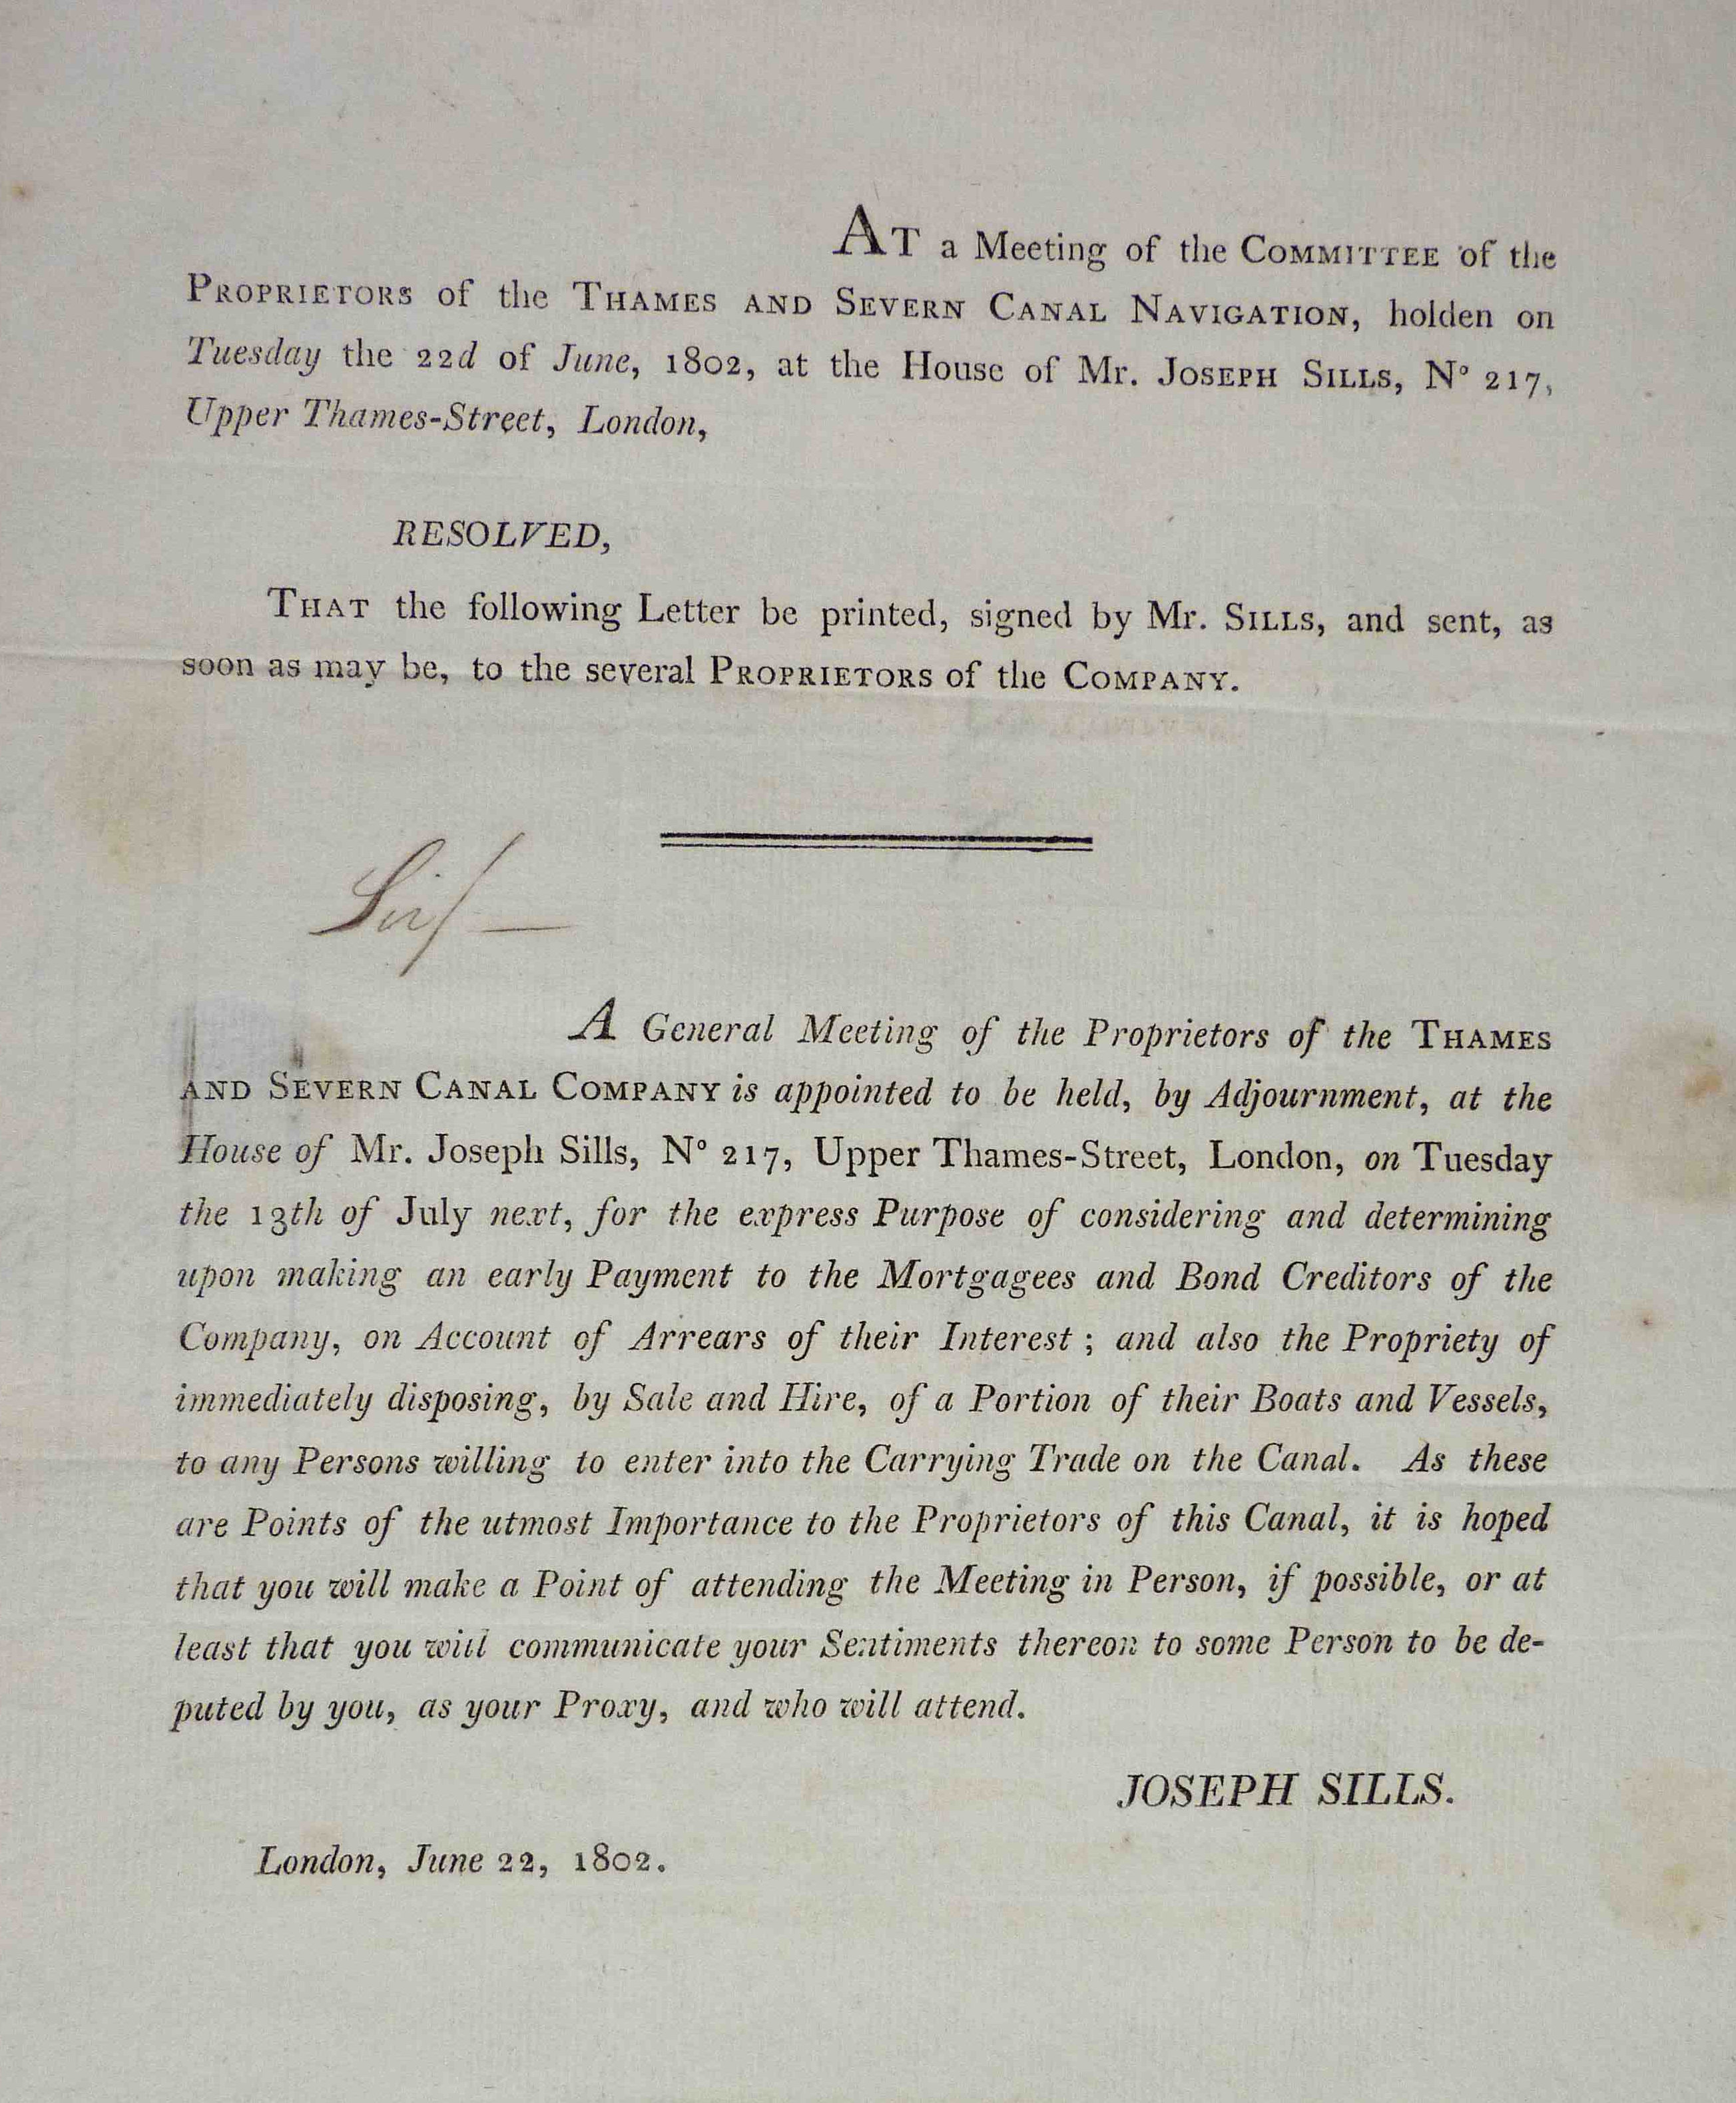 AT a Meeting of the COMMITTEE of the
PROPRIETORS of the THAMES AND SEVERN CANAL NAVIGATION, holden on
Tuesday the 22d of June, 1802, at the House of Mr. JOSEPH SILLS, Nº 217,
Upper Thames-Street, London,
RESOLVED,
THAT the following Letter be printed, signed by Mr. SILLS, and sent, as
soon as may be, to the several PROPRIETORS of the COMPANY.
Sir/ —
A General Meeting of the Proprietors of the THAMES
AND SEVERN CANAL COMPANY is appointed to be held, by Adjournment, at the
House of Mr. Joseph Sills, Nº 217, Upper Thames-Street, London, on Tuesday
the 13th of July next, for the express Purpose of considering and determining
upon making an early Payment to the Mortgagees and Bond Creditors of the
Company, on Account of Arrears of their Interest ; and also the Propriety of
immediately disposing, by Sale and Hire, of a Portion of their Boats and Vessels,
to any Persons willing to enter into the Carrying Trade on the Canal. As these
are Points of the utmost Importance to the Proprietors of this Canal, it is hoped
that you will make a Point of attending the Meeting in Person, if possible, or at
least that you will communicate your Sentiments thereon to some Person to be de-
puted by you, as your Proxy, and who will attend.
JOSEPH SILLS.
London, June 22, 1802.